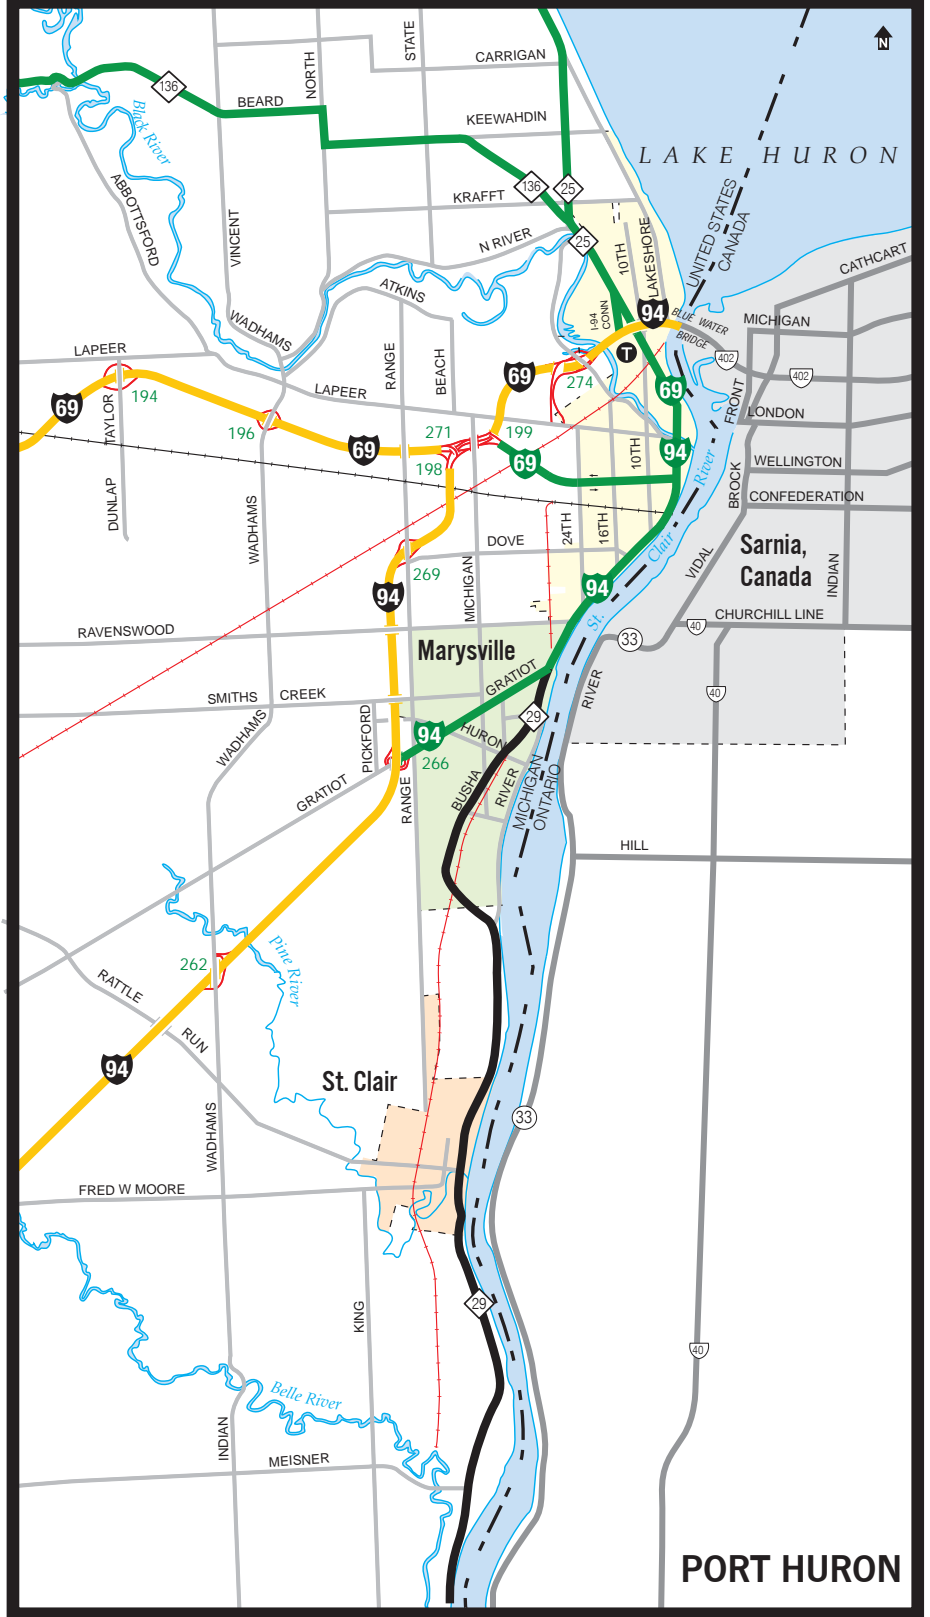 N
STATE
CARRIGAN
NORTH
136
BEARD
KEEWAHDIN
Black River
LAKE HURON
ABBOTTSFORD
136
25
KRAFFT
UNITED STATES
CANADA
VINCENT
N RIVER
25
10TH
LAKESHORE
CATHCART
ATKINS
I-94
CONN
94
BLUE WATER
BRIDGE
MICHIGAN
WADHAMS
LAPEER
RANGE
BEACH
T
402
402
69
274
69
LAPEER
FRONT
194
69
TAYLOR
LONDON
196
271
199
69
198
69
94
10TH
River
WELLINGTON
BROCK
CONFEDERATION
DUNLAP
WADHAMS
24TH
16TH
DOVE
Clair
VIDAL
Sarnia,
Canada
INDIAN
269
MICHIGAN
94
94
St.
CHURCHILL LINE
40
RAVENSWOOD
33
Marysville
GRATIOT
RIVER
40
SMITHS CREEK
29
PICKFORD
94
HURON
WADHAMS
266
MICHIGAN
ONTARIO
GRATIOT
RANGE
BUSHA
RIVER
HILL
262
Pine River
RATTLE
RUN
94
St. Clair
33
WADHAMS
FRED W MOORE
29
KING
40
Belle River
INDIAN
MEISNER
PORT HURON